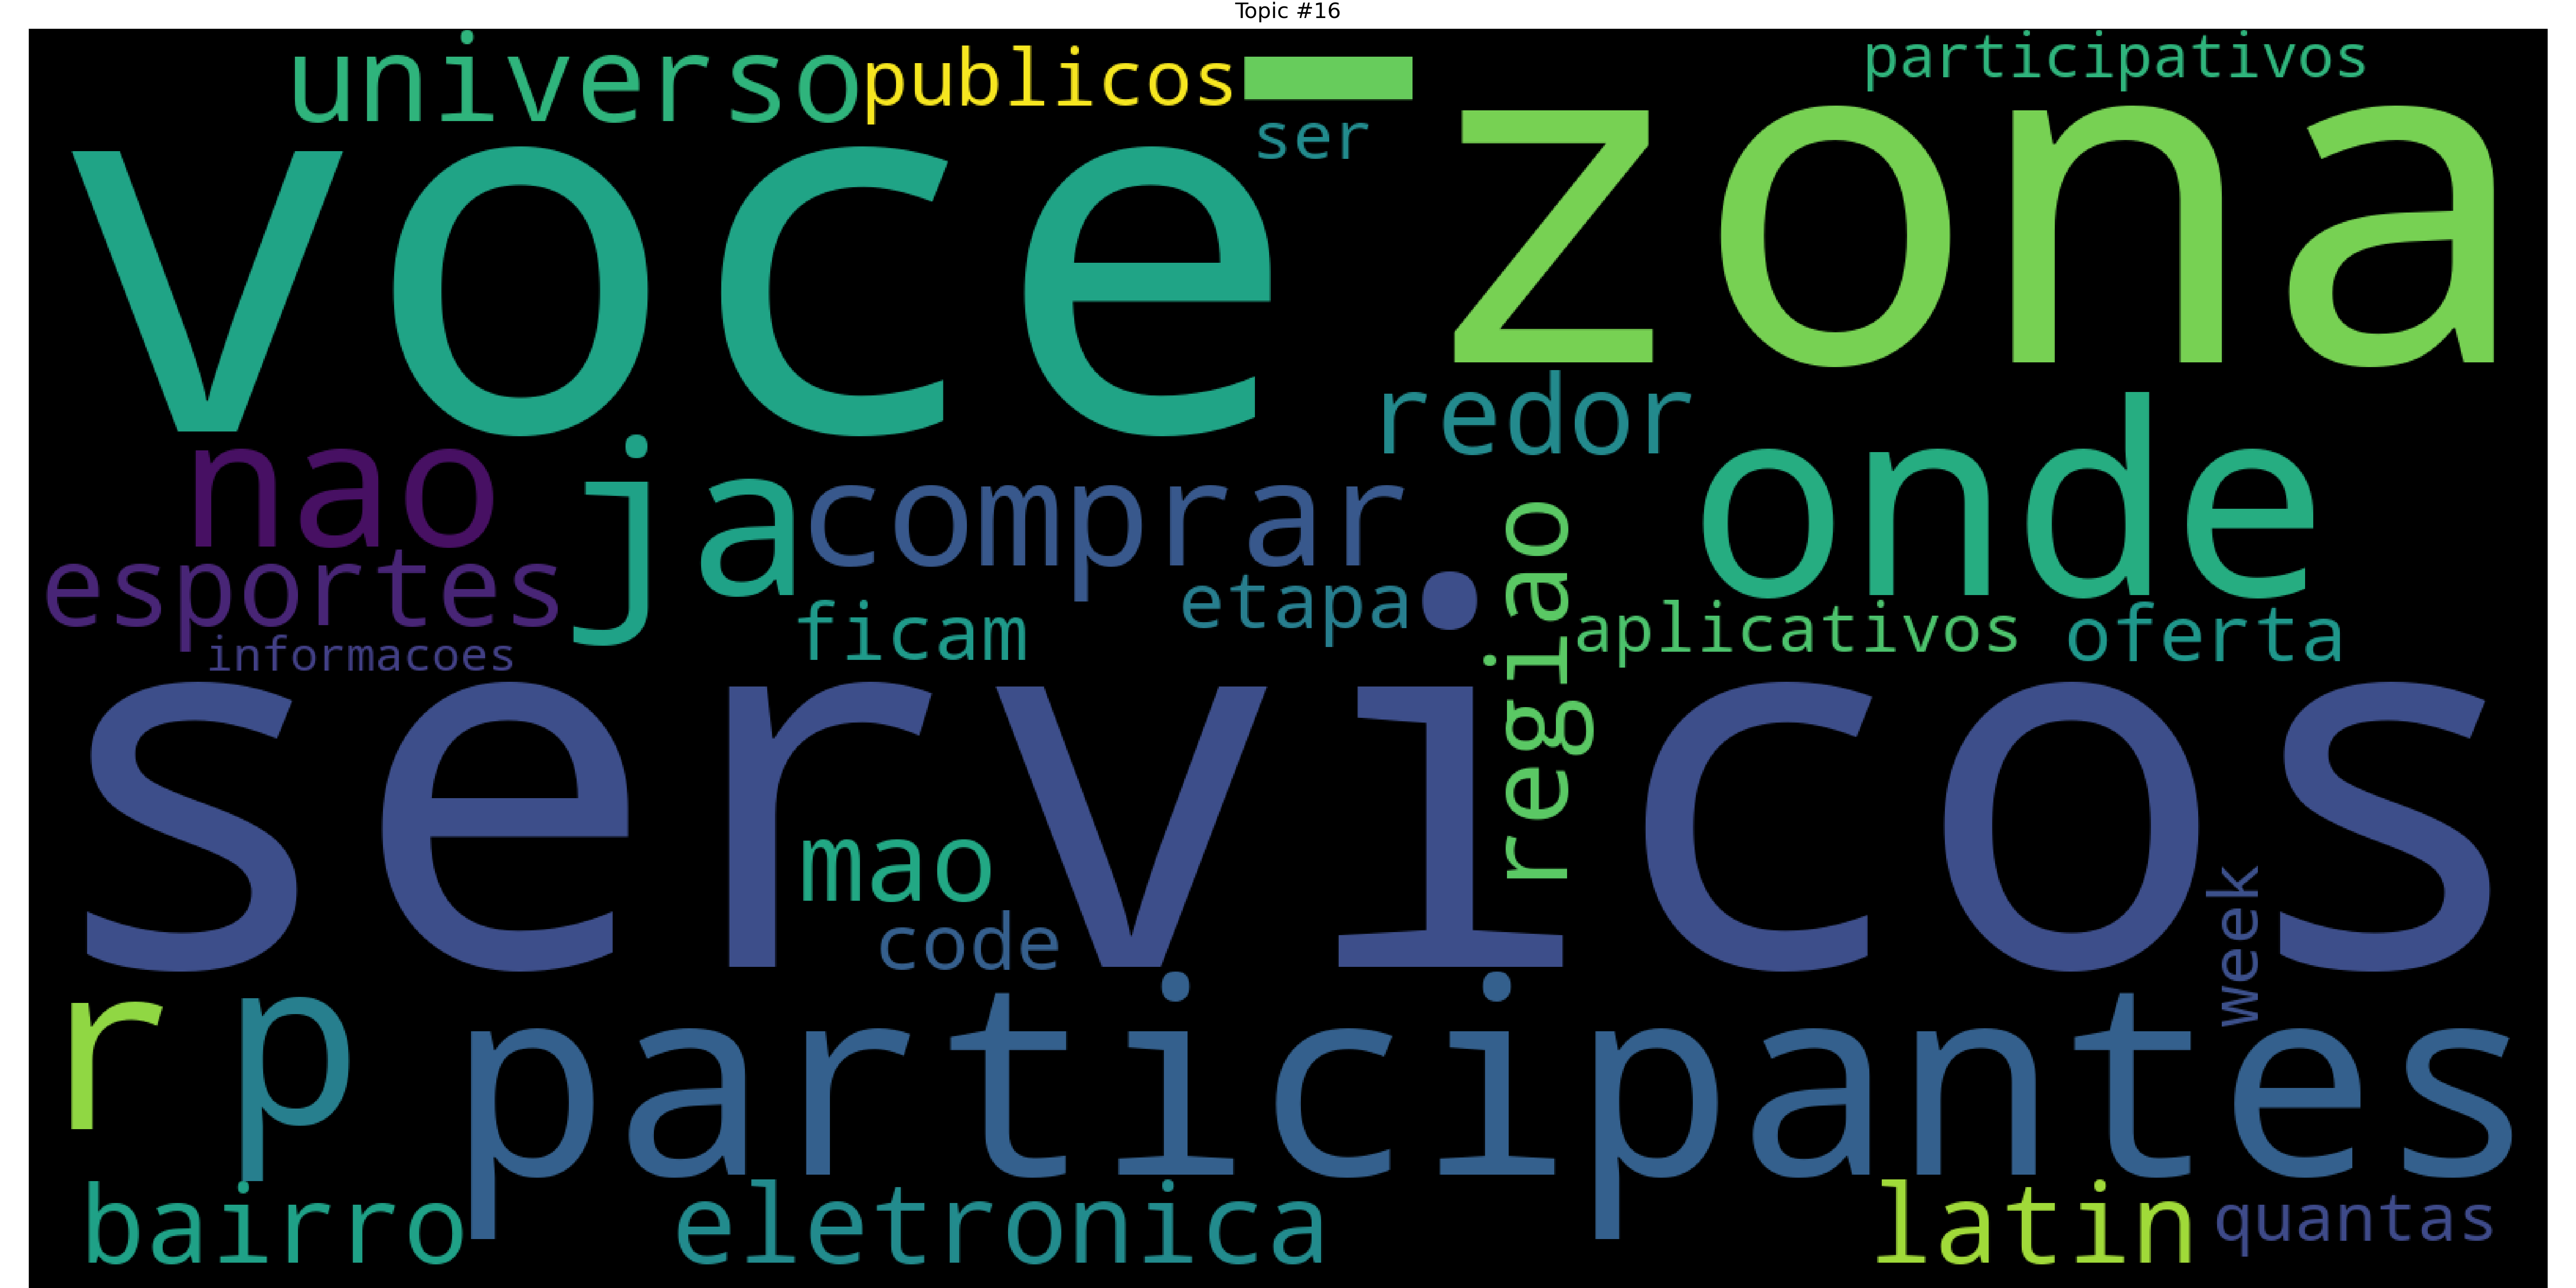 Topic #16
universo
publicos
-
participativos
ser
voce
zona
redor
nao
ja
comprar
onde
esportes
etapa
.
regiao
ficam
aplicativos
oferta
informacoes
servicos
mao
code
week
r
p
participantes
bairro
eletronica
latin
quantas